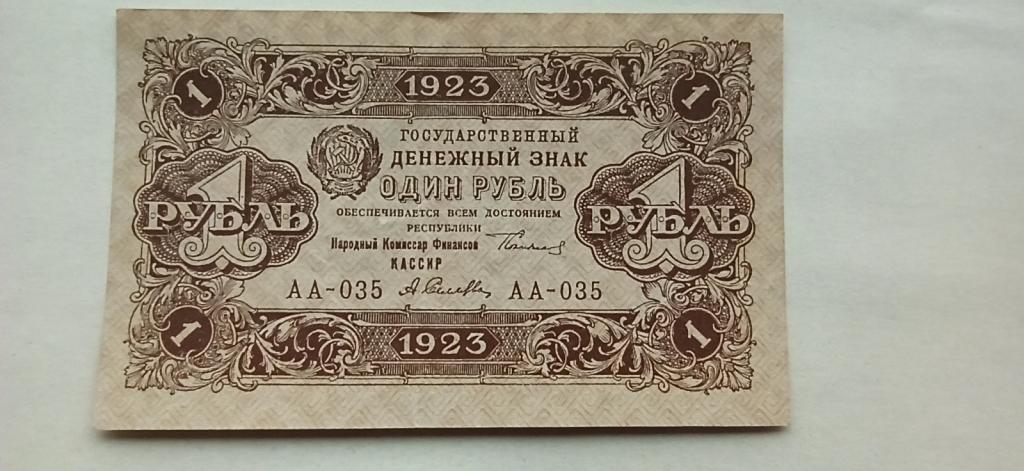 1 1923 1
ГОСУДАРСТВЕННЫЙ
ДЕНЕЖНЫЙ ЗНАК
ОДИН РУБЛЬ
1 РУБЛЬ
1 РУБЛЬ
ОБЕСПЕЧИВАЕТСЯ ВСЕМ ДОСТОЯНИЕМ
РЕСПУБЛИКИ
Народный Комиссар Финансов
КАССИР
АА-035 АА-035
1 1923 1